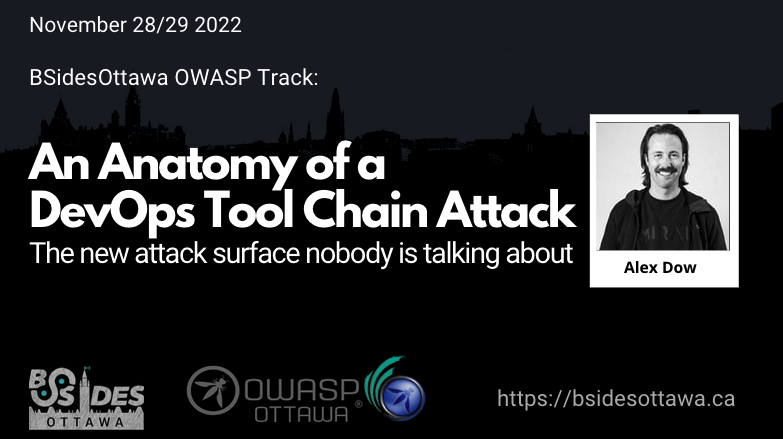 November 28/29 2022
BSidesOttawa OWASP Track:
An Anatomy of a
DevOps Tool Chain Attack
The new attack surface nobody is talking about
Alex Dow
BSIDES
OTTAWA
OWASP
OTTAWA®
https://bsidesottawa.ca